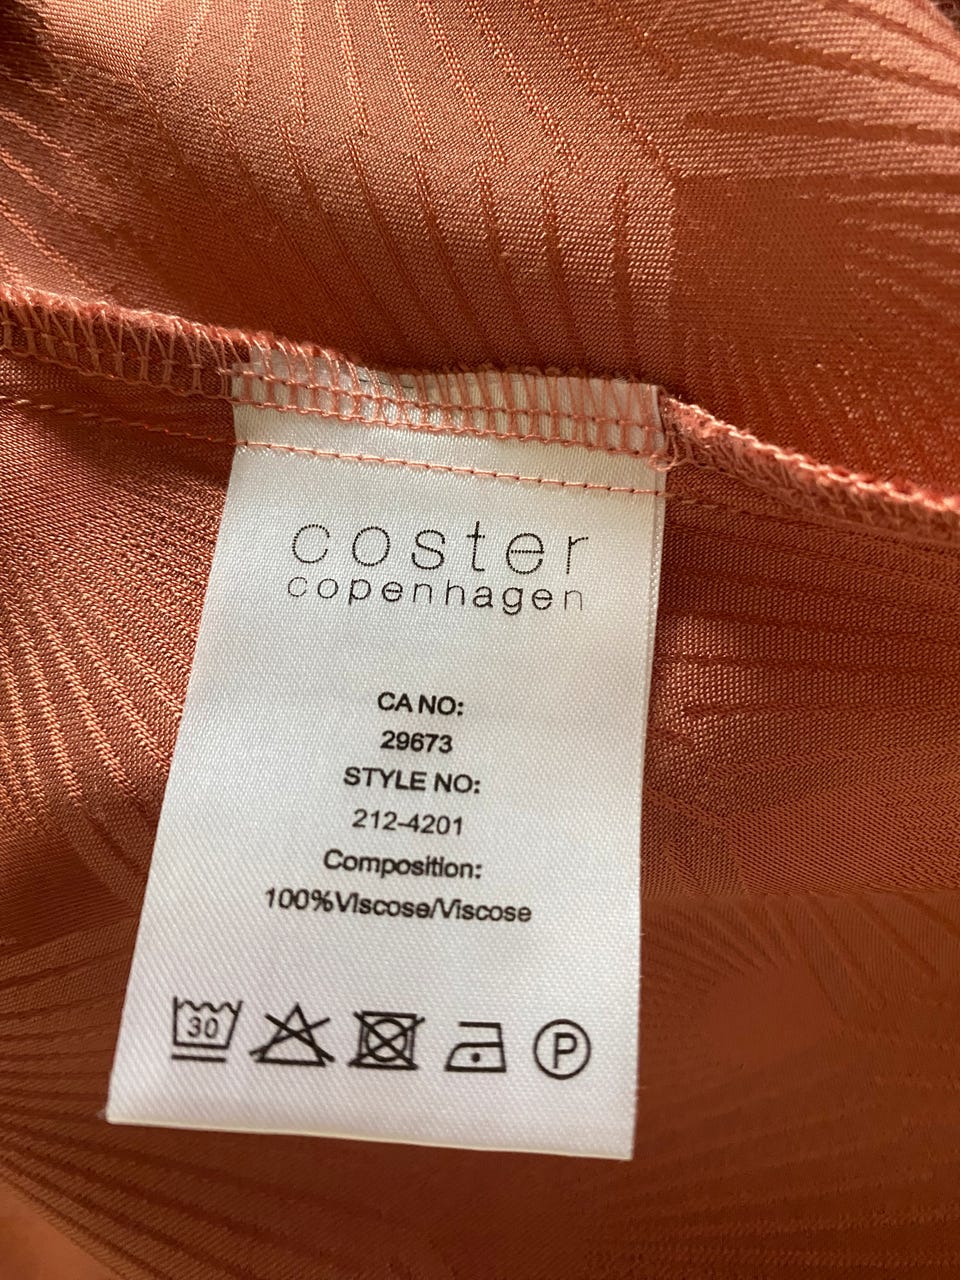 coster
copenhagen
CA NO:
29673
STYLE NO:
212-4201
Composition:
100%Viscose/Viscose
30
P